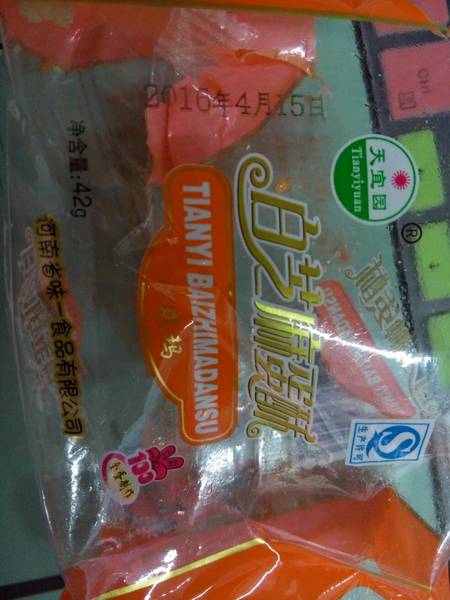 2016年4月15日
天宜园
Tianyiyuan
®
白芝麻蛋酥
TIANYI BAIZHIMADANSU
净含量:42g
河南省味一食品有限公司
生产许可